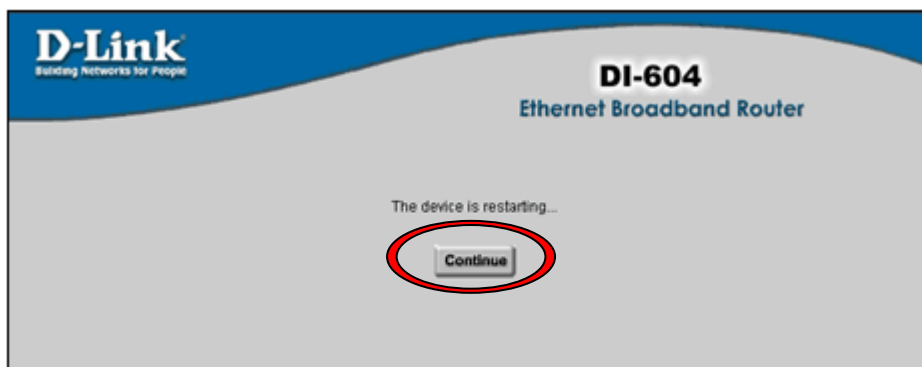 D-Link
Building Networks for People
DI-604
Ethernet Broadband Router
The device is restarting...
Continue